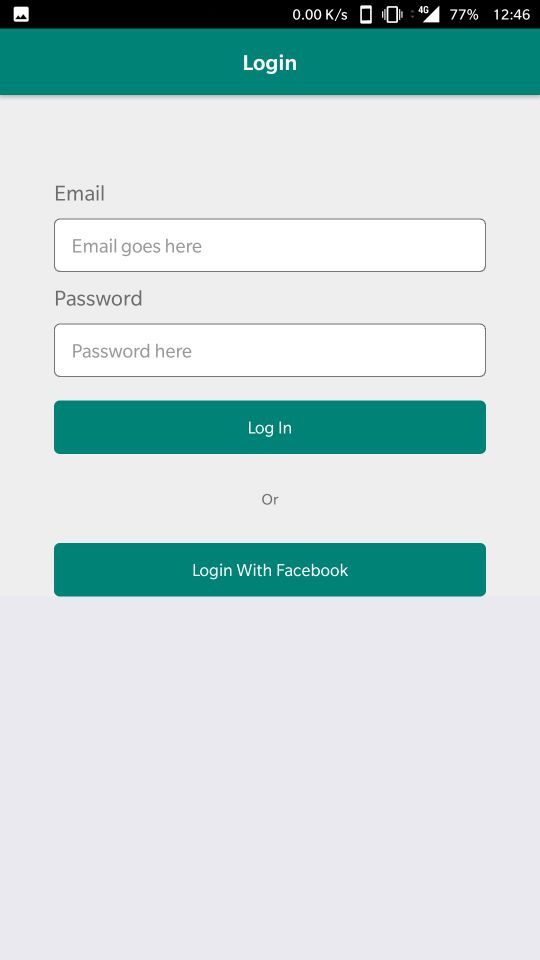 0.00 K/s 4G 77% 12:46
Login
Email
Email goes here
Password
Password here
Log In
Or
Login With Facebook